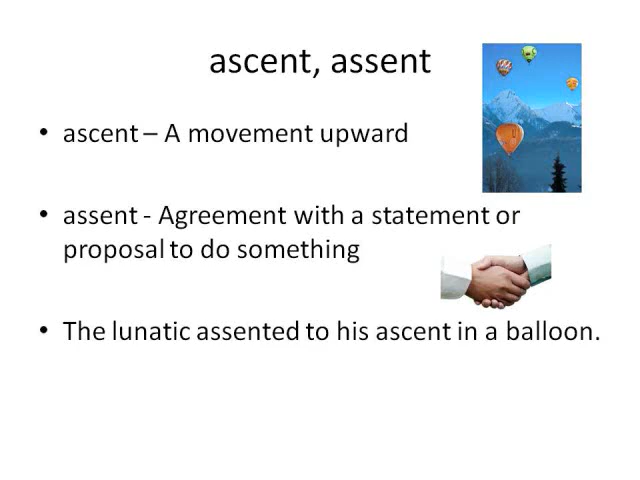 ascent, assent
• ascent – A movement upward
• assent - Agreement with a statement or
proposal to do something
• The lunatic assented to his ascent in a balloon.